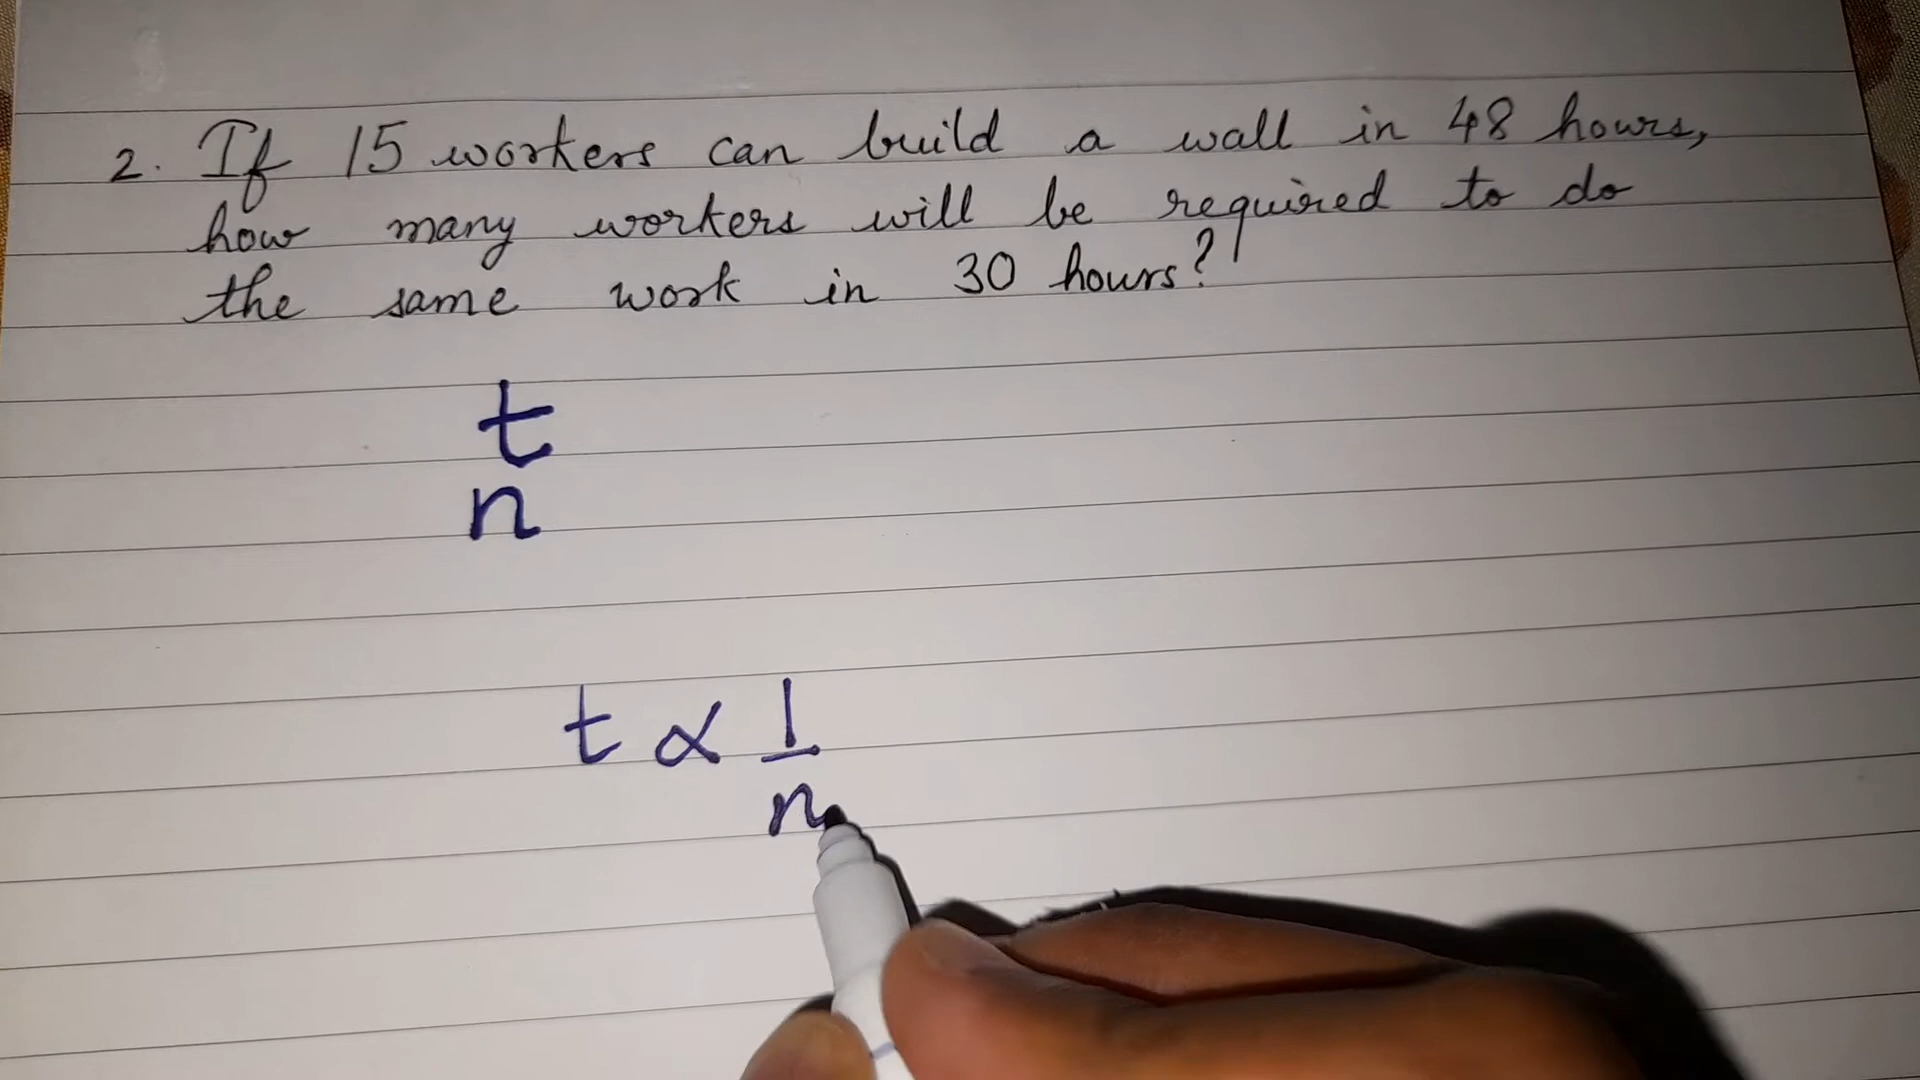 2. If 15 workers can build a wall in 48 hours,
how many workers will be required to do
the same work in 30 hours?
t
n
t ∝ 1/n